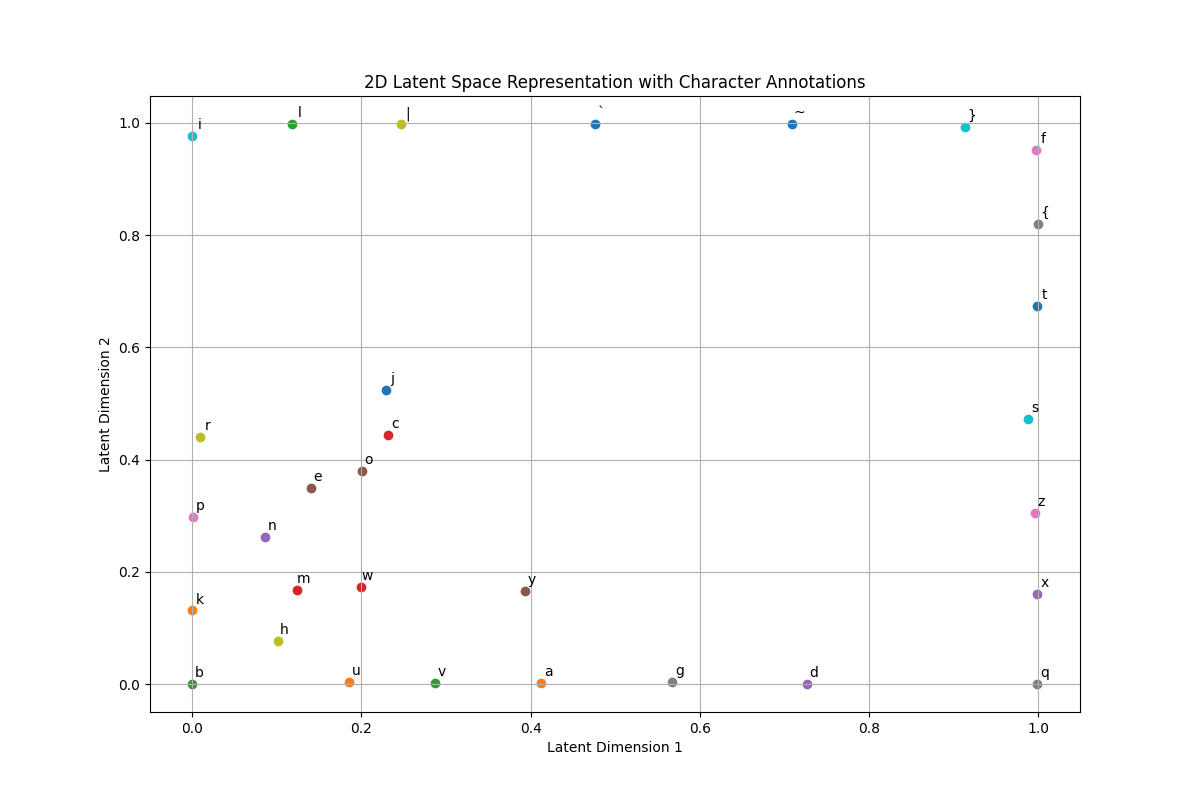 2D Latent Space Representation with Character Annotations
Latent Dimension 2
1.0
0.8
0.6
0.4
0.2
0.0
i
l
|
`
~
}
f
{
t
j
s
r
c
o
e
p
z
n
m
w
y
x
k
h
b
u
v
a
g
d
q
0.0 0.2 0.4 0.6 0.8 1.0
Latent Dimension 1